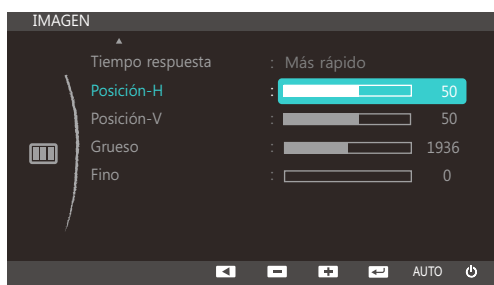 IMAGEN
Tiempo respuesta : Más rápido
Posición-H : 50
Posición-V : 50
Grueso : 1936
Fino : 0
AUTO